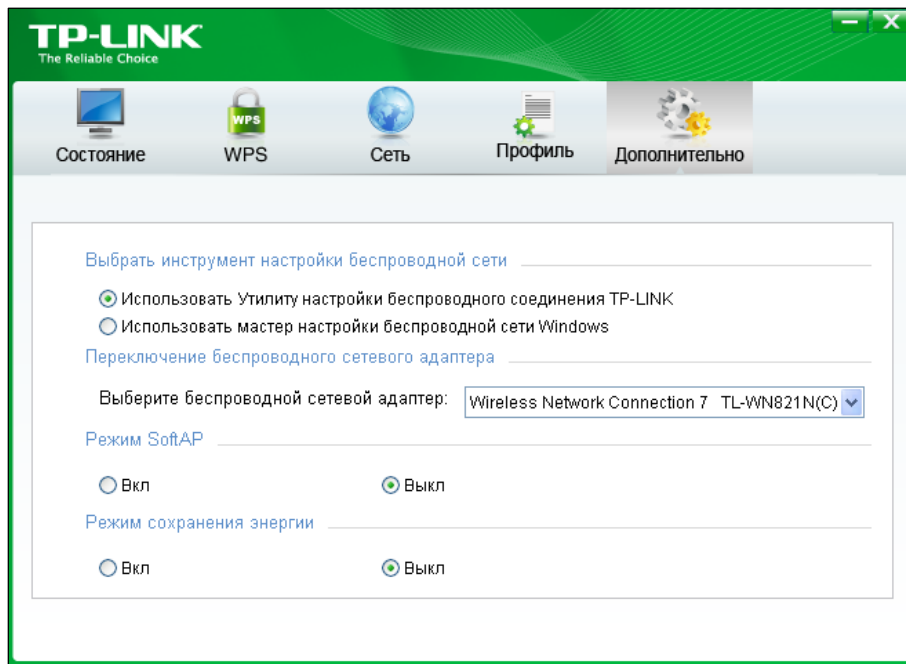 TP-LINK
The Reliable Choice
WPS
Состояние
WPS
Сеть
Профиль
Дополнительно
Выбрать инструмент настройки беспроводной сети
Использовать Утилиту настройки беспроводного соединения TP-LINK
Использовать мастер настройки беспроводной сети Windows
Переключение беспроводного сетевого адаптера
Выберите беспроводной сетевой адаптер: Wireless Network Connection 7 TL-WN821N(C)
Режим SoftAP
Вкл Выкл
Режим сохранения энергии
Вкл Выкл